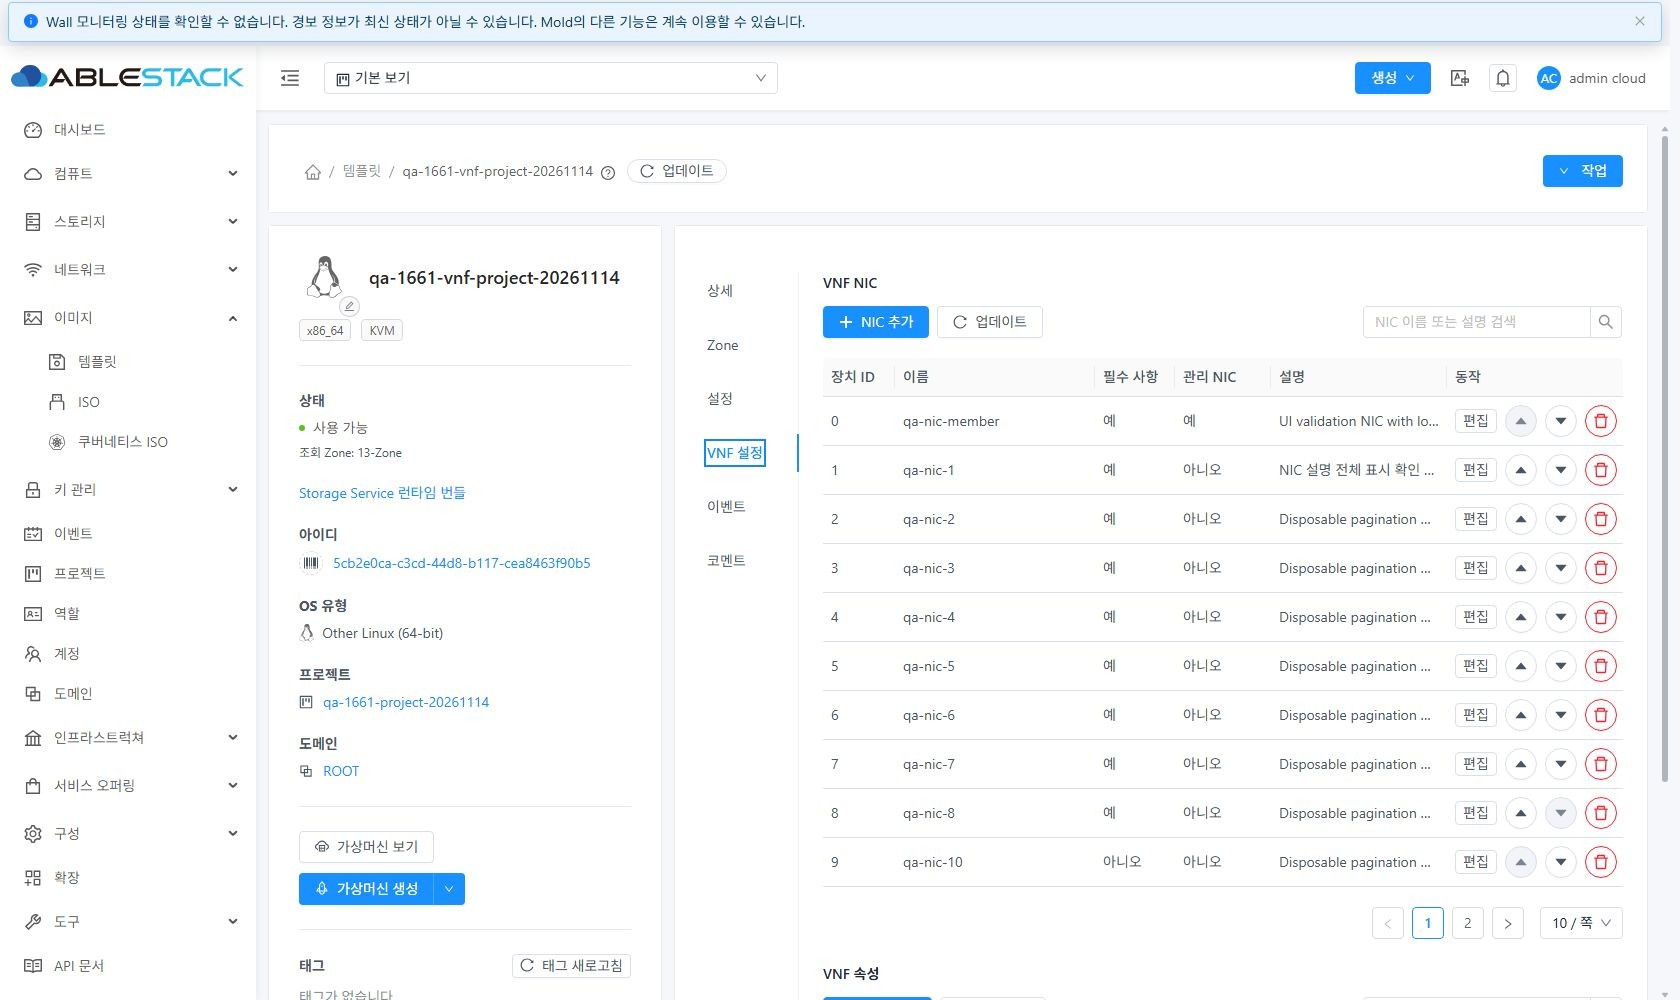 Wall 모니터링 상태를 확인할 수 없습니다. 경보 정보가 최신 상태가 아닐 수 있습니다. Mold의 다른 기능은 계속 이용할 수 있습니다.
ABLESTACK
기본 보기
생성
AC
admin cloud
대시보드
컴퓨트
스토리지
네트워크
이미지
템플릿
ISO
쿠버네티스 ISO
키 관리
이벤트
프로젝트
역할
계정
도메인
인프라스트럭쳐
서비스 오퍼링
구성
확장
도구
API 문서
/ 템플릿 / qa-1661-vnf-project-20261114
업데이트
작업
qa-1661-vnf-project-20261114
x86_64 KVM
상태
사용 가능
조회 Zone: 13-Zone
Storage Service 런타임 번들
아이디
5cb2e0ca-c3cd-44d8-b117-cea8463f90b5
OS 유형
Other Linux (64-bit)
프로젝트
qa-1661-project-20261114
도메인
ROOT
가상머신 보기
가상머신 생성
태그
태그 새로고침
태그가 없습니다
상세
Zone
설정
VNF 설정
이벤트
코멘트
VNF NIC
NIC 추가
업데이트
NIC 이름 또는 설명 검색
장치 ID 이름 필수 사항 관리 NIC 설명 동작
0 qa-nic-member 예 예 UI validation NIC with lo... 편집
1 qa-nic-1 예 아니오 NIC 설명 전체 표시 확인 ... 편집
2 qa-nic-2 예 아니오 Disposable pagination ... 편집
3 qa-nic-3 예 아니오 Disposable pagination ... 편집
4 qa-nic-4 예 아니오 Disposable pagination ... 편집
5 qa-nic-5 예 아니오 Disposable pagination ... 편집
6 qa-nic-6 예 아니오 Disposable pagination ... 편집
7 qa-nic-7 예 아니오 Disposable pagination ... 편집
8 qa-nic-8 예 아니오 Disposable pagination ... 편집
9 qa-nic-10 아니오 아니오 Disposable pagination ... 편집
< 1 2 > 10 / 쪽
VNF 속성